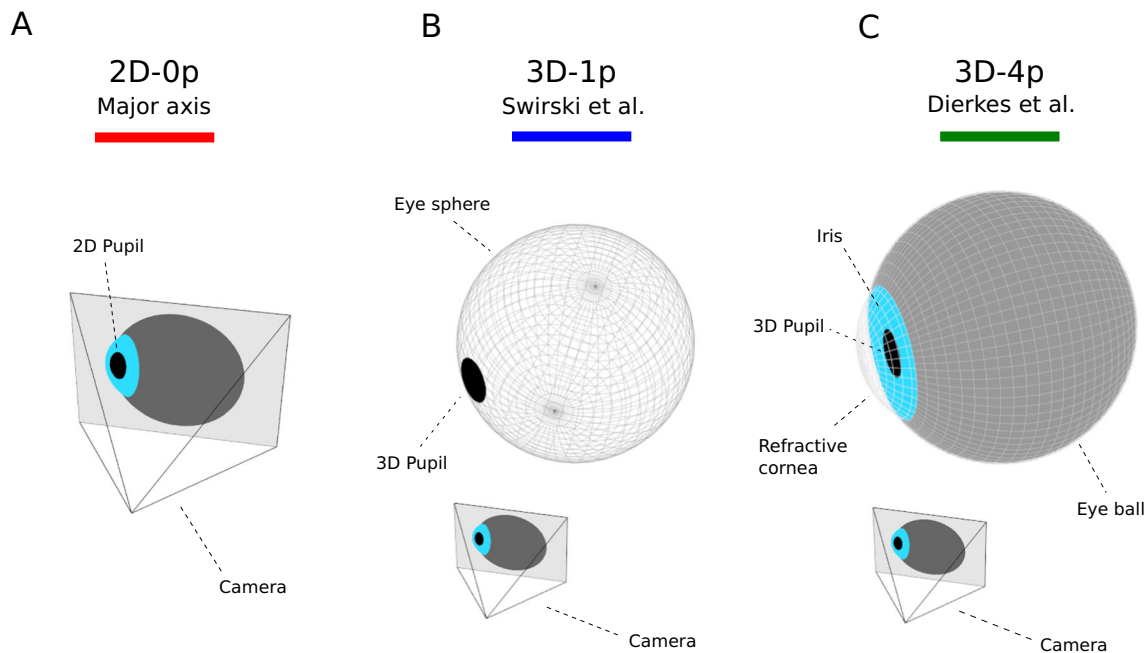 A
2D-0p
Major axis
2D Pupil
Camera
B
3D-1p
Swirski et al.
Eye sphere
3D Pupil
Camera
C
3D-4p
Dierkes et al.
Iris
3D Pupil
Refractive
cornea
Eye ball
Camera